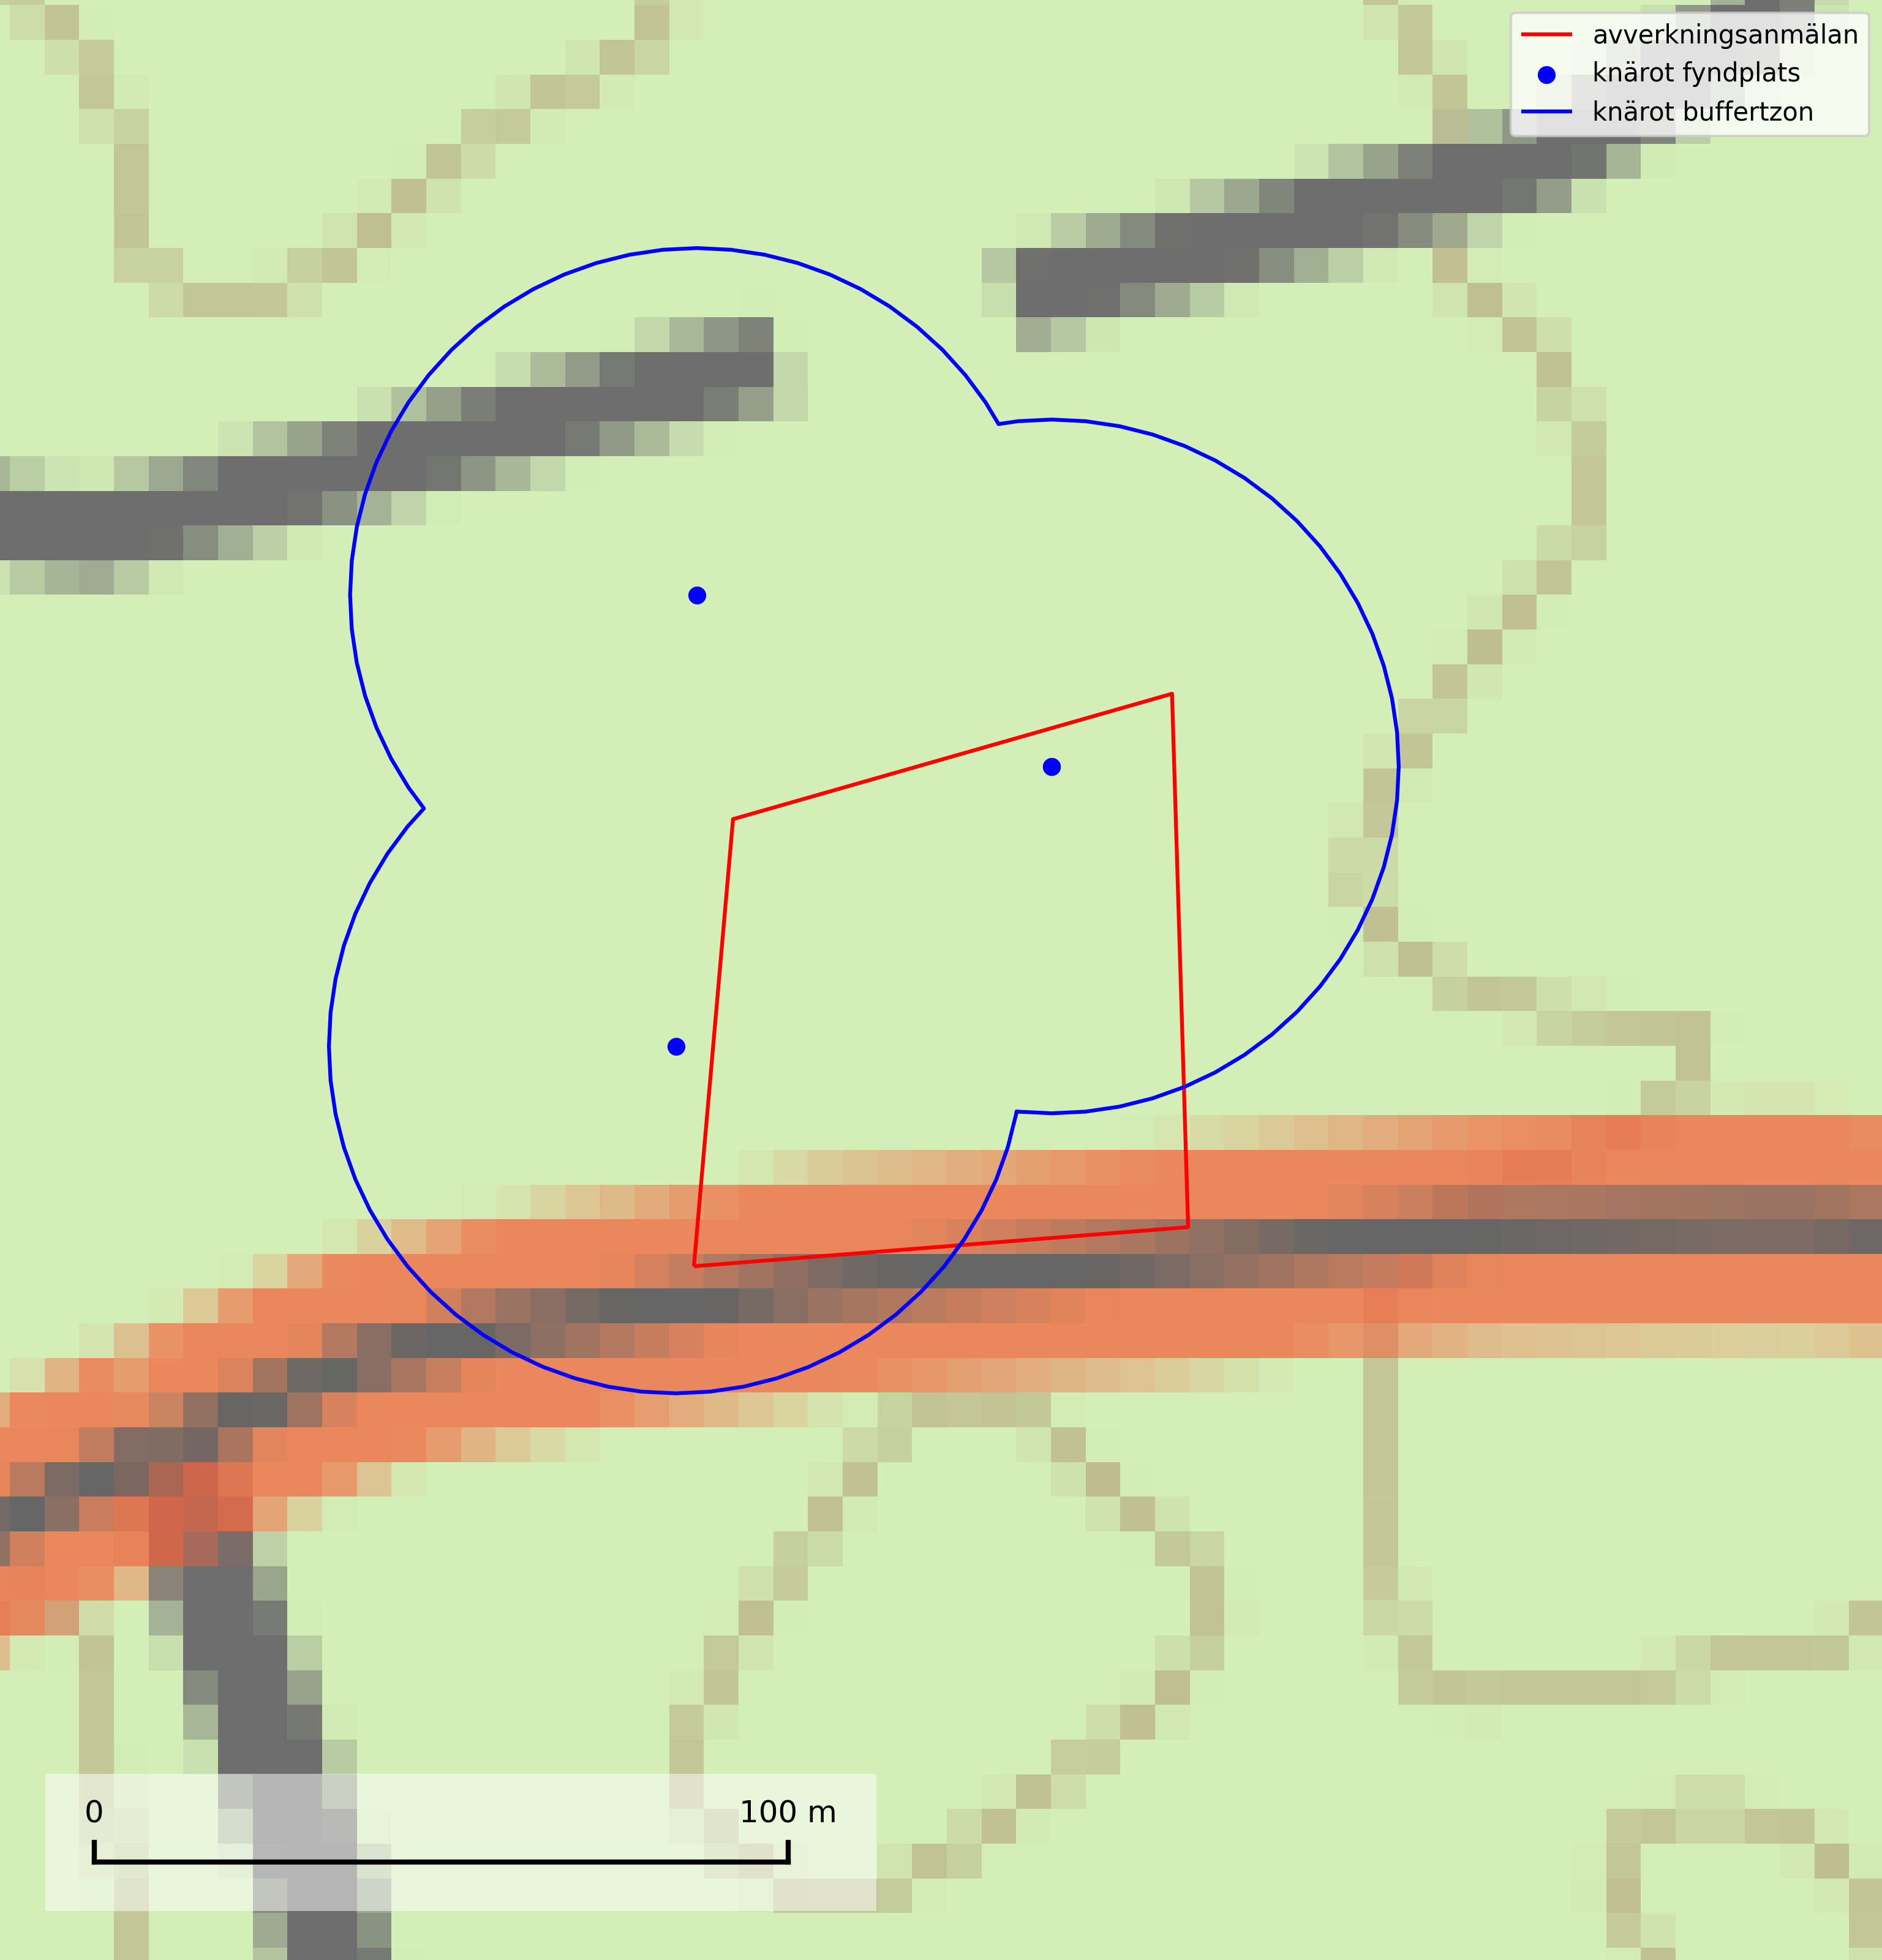 avverkningsanmälan
knärot fyndplats
knärot buffertzon
0 100 m